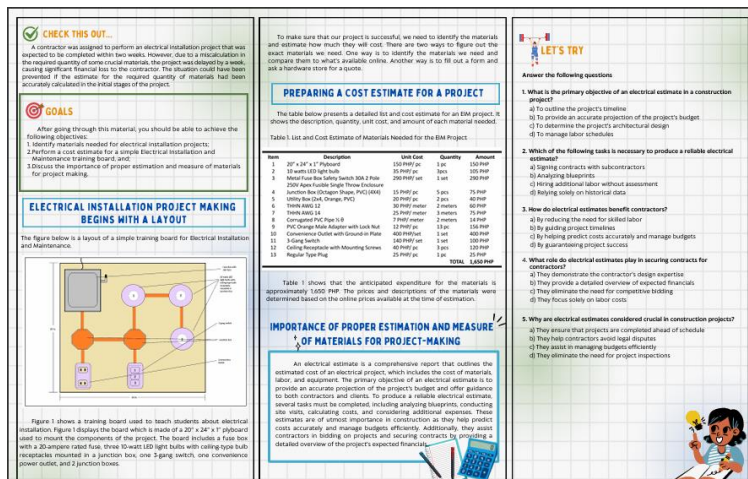 CHECK THIS OUT...
A contractor was assigned to perform an electrical installation project that was
expected to be completed within two weeks. However, due to a miscalculation in
the required quantity of some crucial materials, the project was delayed by a week,
causing significant financial loss to the contractor. The situation could have been
prevented if the estimate for the required quantity of materials had been
accurately calculated in the initial stages of the project.
GOALS
After going through this material, you should be able to achieve the
following objectives:
1. Identify materials needed for electrical installation projects;
2.Perform a cost estimate for a simple Electrical Installation and
Maintenance training board, and;
3.Discuss the importance of proper estimation and measure of materials
for project making.
ELECTRICAL INSTALLATION PROJECT MAKING
BEGINS WITH A LAYOUT
The figure below is a layout of a simple training board for Electrical Installation
and Maintenance.
Figure 1 shows a training board used to teach students about electrical
installation. Figure 1 displays the board which is made of a 20" x 24" x 1" plyboard
used to mount the components of the project. The board includes a fuse box
with a 20-ampere rated fuse, three 10-watt LED light bulbs with ceiling-type bulb
receptacles mounted in a junction box, one 3-gang switch, one convenience
power outlet, and 2 junction boxes.
To make sure that our project is successful, we need to identify the materials
and estimate how much they will cost. There are two ways to figure out the
exact materials we need. One way is to identify the materials we need and
compare them to what's available online. Another way is to fill out a form and
ask a hardware store for a quote.
PREPARING A COST ESTIMATE FOR A PROJECT
The table below presents a detailed list and cost estimate for an EIM project. It
shows the description, quantity, unit cost, and amount of each material needed.
Table 1. List and Cost Estimate of Materials Needed for the EIM Project
Item Description Unit Cost Quantity Amount
1 20" x 24" x 1" Plyboard 150 PHP/ pc 1 pc 150 PHP
2 10 watts LED light bulb 35 PHP/ pc 3pcs 105 PHP
3 Metal Fuse Box Safety Switch 30A 2 Pole 290 PHP/ set 1 set 290 PHP
250V Apex Fusible Single Throw Enclosure
4 Junction Box (Octagon Shape, PVC) (4X4) 15 PHP/ pc 5 pcs 75 PHP
5 Utility Box (2x4, Orange, PVC) 20 PHP/ pc 2 pcs 40 PHP
6 THHN AWG 12 30 PHP/ meter 2 meters 60 PHP
7 THHN AWG 14 25 PHP/ meter 3 meters 75 PHP
8 Corrugated PVC Pipe ½ Φ 7 PHP/ meter 2 meters 14 PHP
9 PVC Orange Male Adapter with Lock Nut 12 PHP/ pc 13 pc 156 PHP
10 Convenience Outlet with Ground-in Plate 400 PHP/set 1 set 400 PHP
11 3-Gang Switch 140 PHP/ set 1 set 100 PHP
12 Ceiling Receptacle with Mounting Screws 40 PHP/ pc 3 pcs 120 PHP
13 Regular Type Plug 25 PHP/ pc 1 pc 25 PHP
TOTAL 1,650 PHP
Table 1 shows that the anticipated expenditure for the materials is
approximately 1,650 PHP. The prices and descriptions of the materials were
determined based on the online prices available at the time of estimation.
IMPORTANCE OF PROPER ESTIMATION AND MEASURE
OF MATERIALS FOR PROJECT-MAKING
An electrical estimate is a comprehensive report that outlines the
estimated cost of an electrical project, which includes the cost of materials,
labor, and equipment. The primary objective of an electrical estimate is to
provide an accurate projection of the project's budget and offer guidance
to both contractors and clients. To produce a reliable electrical estimate,
several tasks must be completed, including analyzing blueprints, conducting
site visits, calculating costs, and considering additional expenses. These
estimates are of utmost importance in construction as they help predict
costs accurately and manage budgets efficiently. Additionally, they assist
contractors in bidding on projects and securing contracts by providing a
detailed overview of the project's expected financials.
LET'S TRY
Answer the following questions
1. What is the primary objective of an electrical estimate in a construction
project?
a) To outline the project's timeline
b) To provide an accurate projection of the project's budget
c) To determine the project's architectural design
d) To manage labor schedules
2. Which of the following tasks is necessary to produce a reliable electrical
estimate?
a) Signing contracts with subcontractors
b) Analyzing blueprints
c) Hiring additional labor without assessment
d) Relying solely on historical data
3. How do electrical estimates benefit contractors?
a) By reducing the need for skilled labor
b) By guiding project timelines
c) By helping predict costs accurately and manage budgets
d) By guaranteeing project success
4. What role do electrical estimates play in securing contracts for
contractors?
a) They demonstrate the contractor's design expertise
b) They provide a detailed overview of expected financials
c) They eliminate the need for competitive bidding
d) They focus solely on labor costs
5. Why are electrical estimates considered crucial in construction projects?
a) They ensure that projects are completed ahead of schedule
b) They help contractors avoid legal disputes
c) They assist in managing budgets efficiently
d) They eliminate the need for project inspections